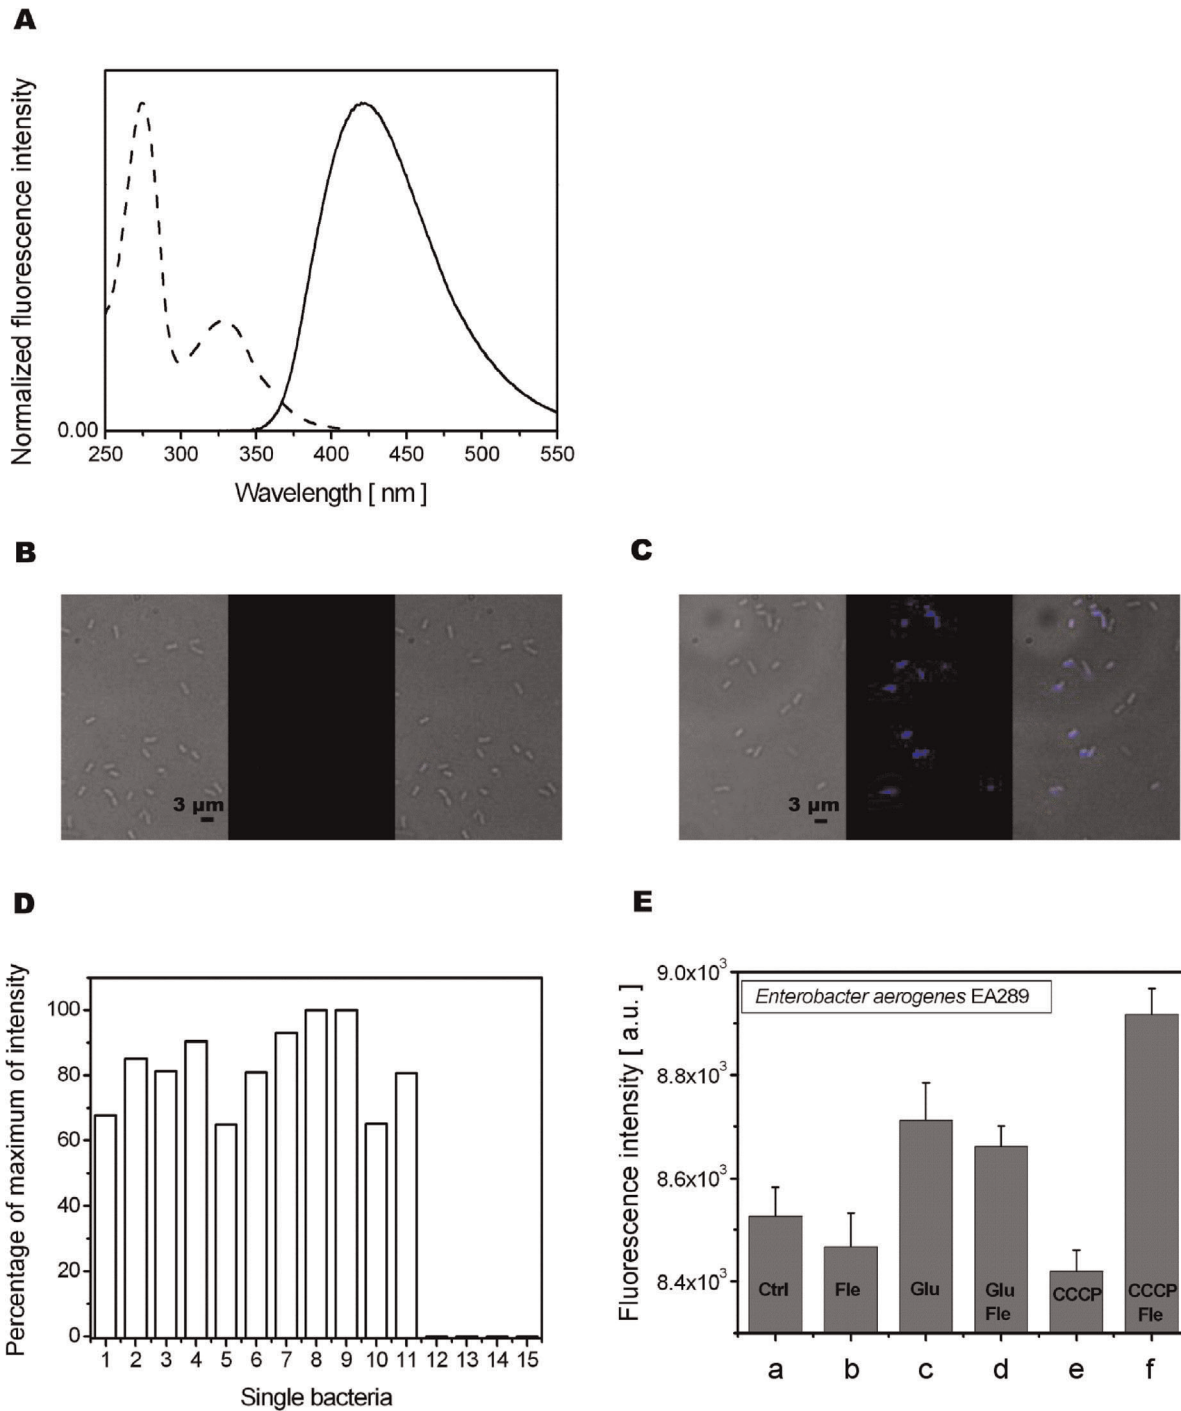 A
Normalized fluorescence intensity
0.00
250 300 350 400 450 500 550
Wavelength [ nm ]
B
3 µm
C
3 µm
D
Percentage of maximum of intensity
100
80
60
40
20
0
1 2 3 4 5 6 7 8 9 10 11 12 13 14 15
Single bacteria
E
Fluorescence intensity [ a.u. ]
9.0x10³
8.8x10³
8.6x10³
8.4x10³
Enterobacter aerogenes EA289
Ctrl
Fle
Glu
Glu
Fle
CCCP
CCCP
Fle
a b c d e f